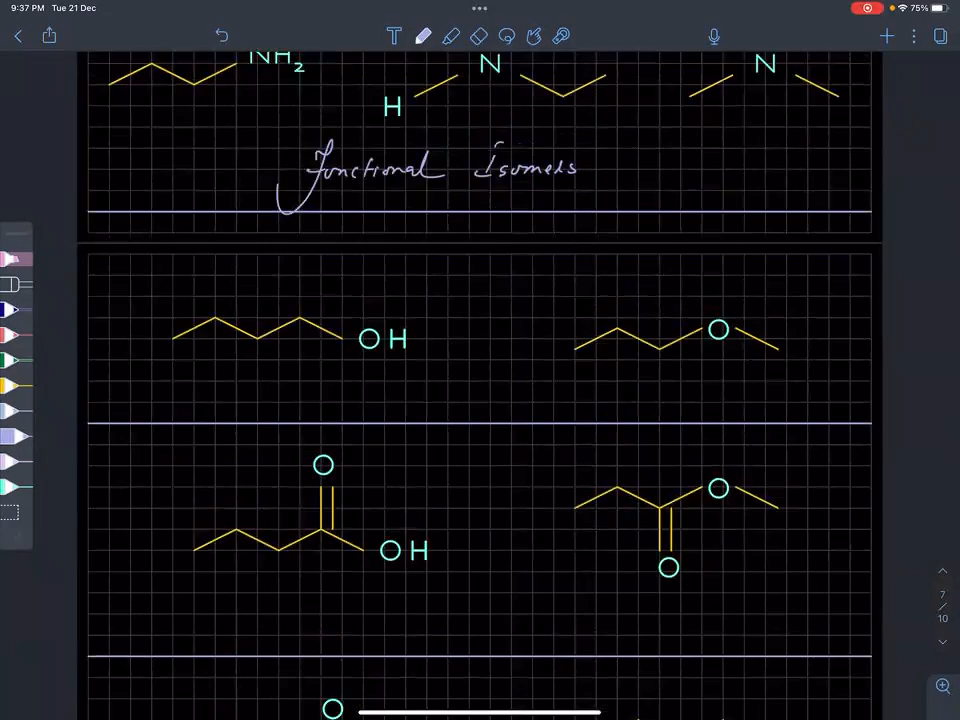 9:37 PM Tue 21 Dec
75%
T
NH2
N
N
H
Functional Isomers
OH
O
O
O
OH
O
O
7
/
10
O